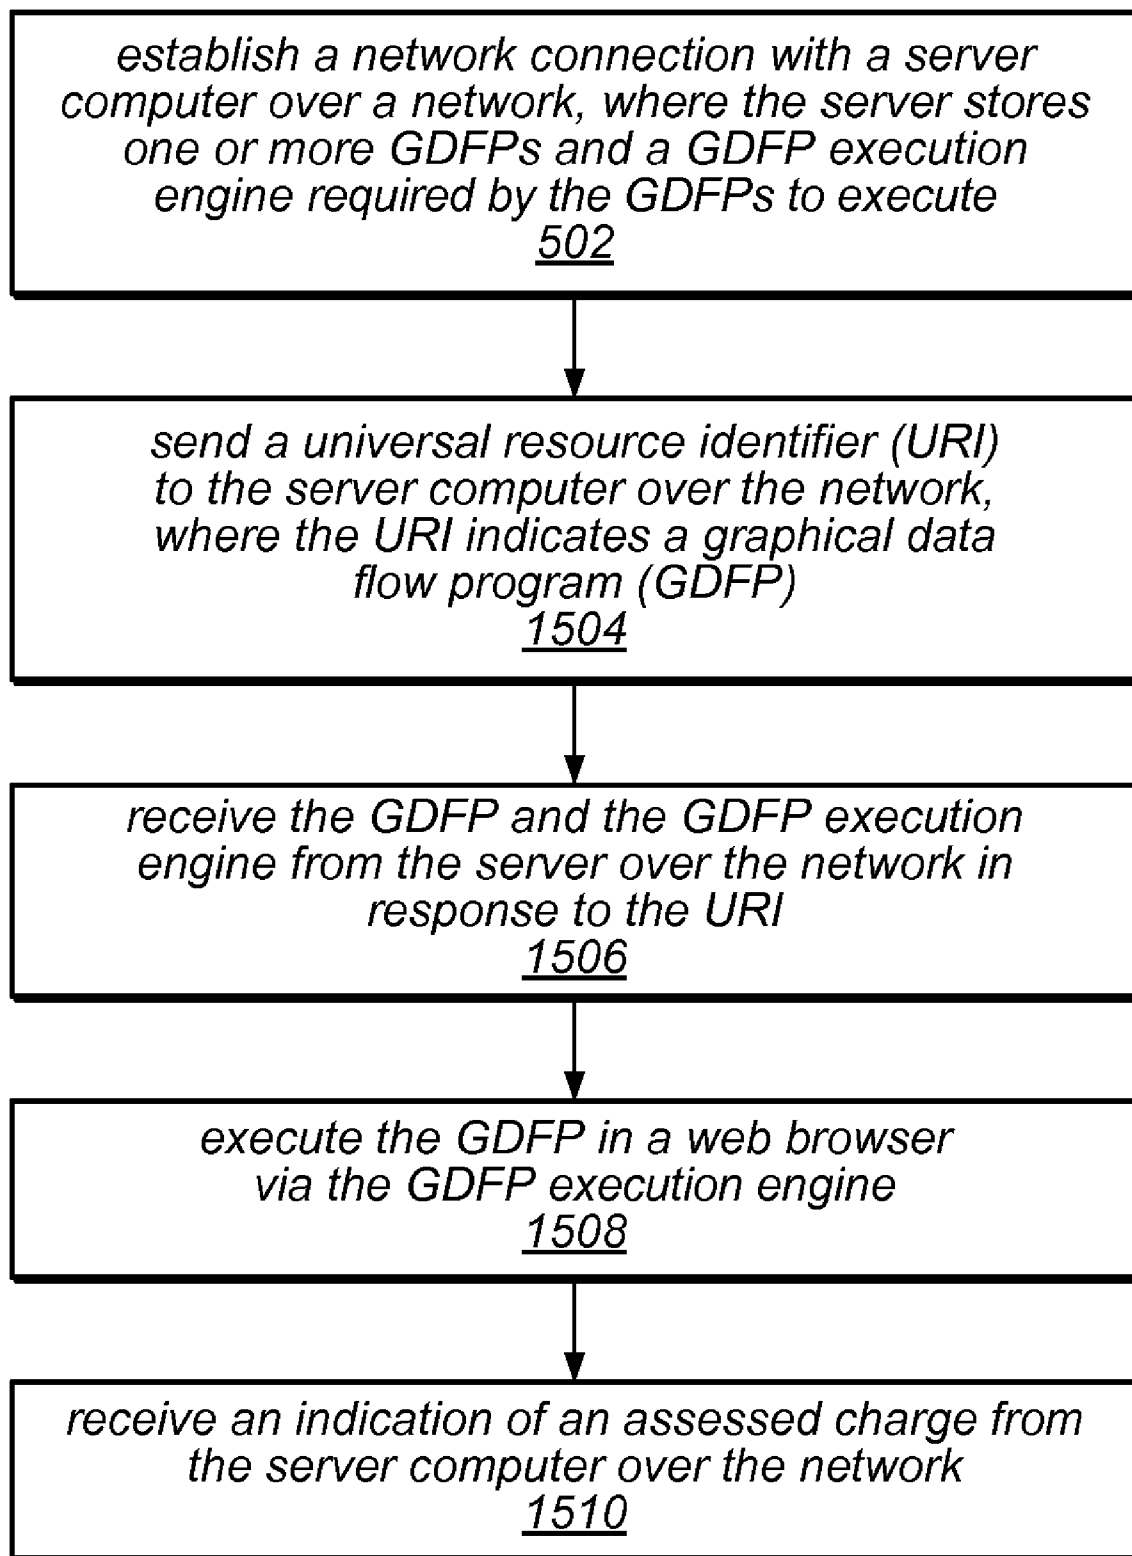 establish a network connection with a server
computer over a network, where the server stores
one or more GDFPs and a GDFP execution
engine required by the GDFPs to execute
502
send a universal resource identifier (URI)
to the server computer over the network,
where the URI indicates a graphical data
flow program (GDFP)
1504
receive the GDFP and the GDFP execution
engine from the server over the network in
response to the URI
1506
execute the GDFP in a web browser
via the GDFP execution engine
1508
receive an indication of an assessed charge from
the server computer over the network
1510